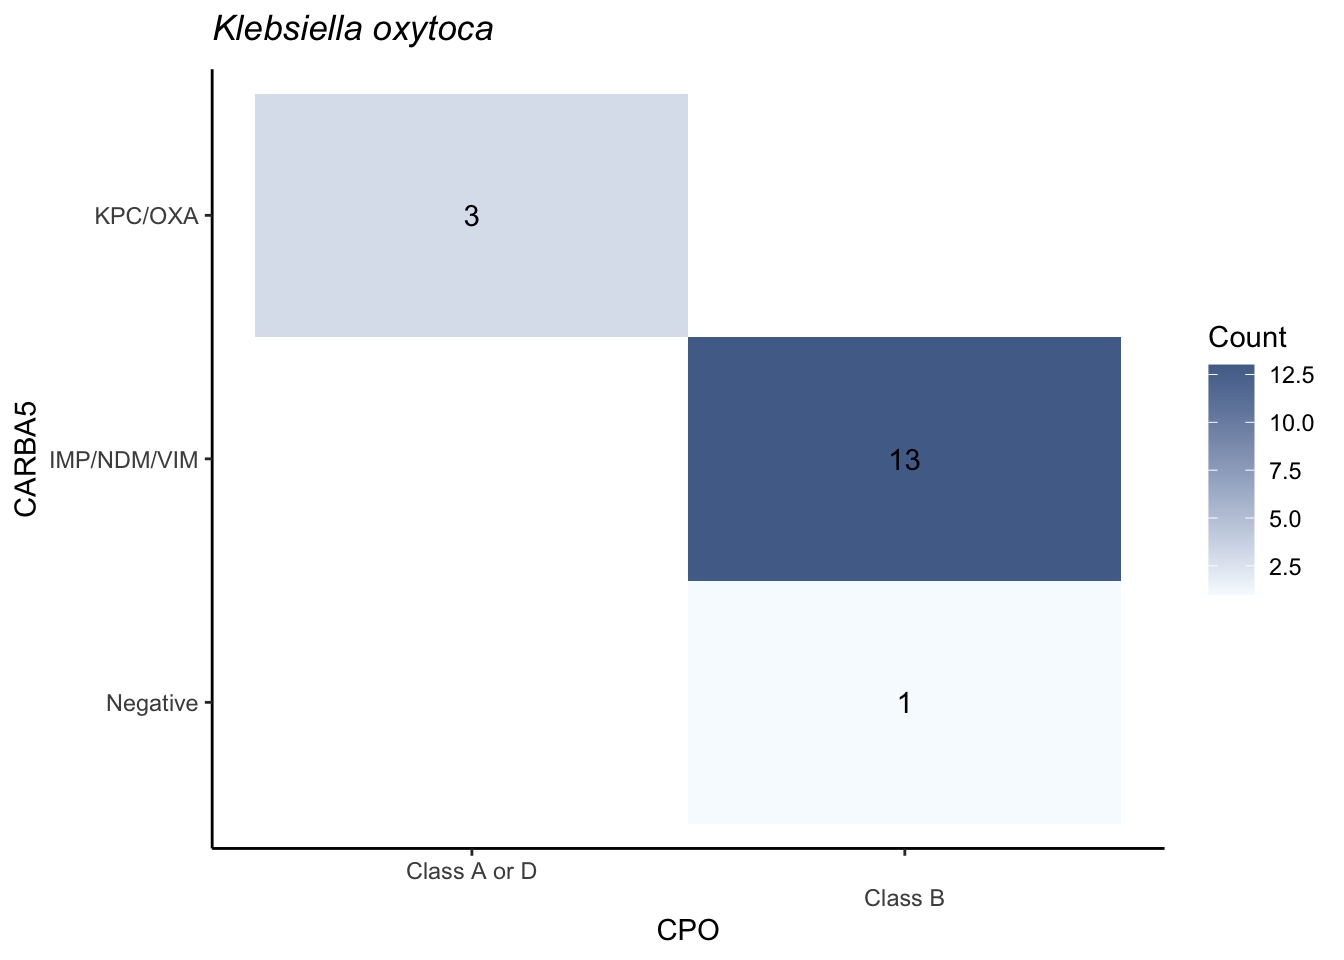 Klebsiella oxytoca
CARBA5
KPC/OXA
IMP/NDM/VIM
Negative
3
13
1
Class A or D
Class B
CPO
Count
12.5
10.0
7.5
5.0
2.5